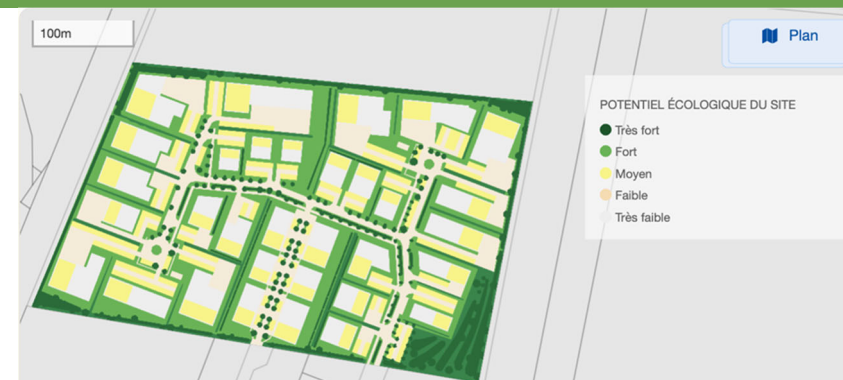 100m
Plan
POTENTIEL ÉCOLOGIQUE DU SITE
Très fort
Fort
Moyen
Faible
Très faible